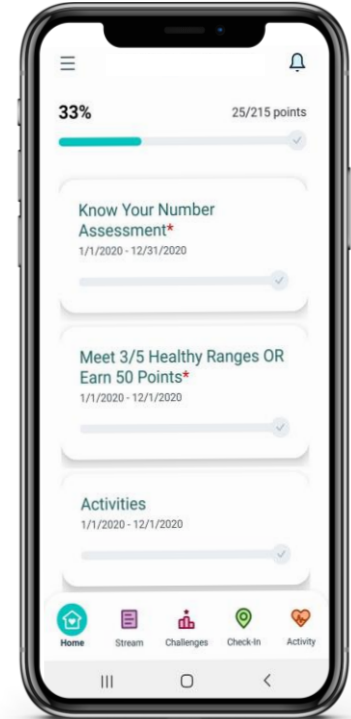 33% 25/215 points
Know Your Number
Assessment*
1/1/2020 - 12/31/2020
Meet 3/5 Healthy Ranges OR
Earn 50 Points*
1/1/2020 - 12/1/2020
Activities
1/1/2020 - 12/1/2020
Home Stream Challenges Check-In Activity